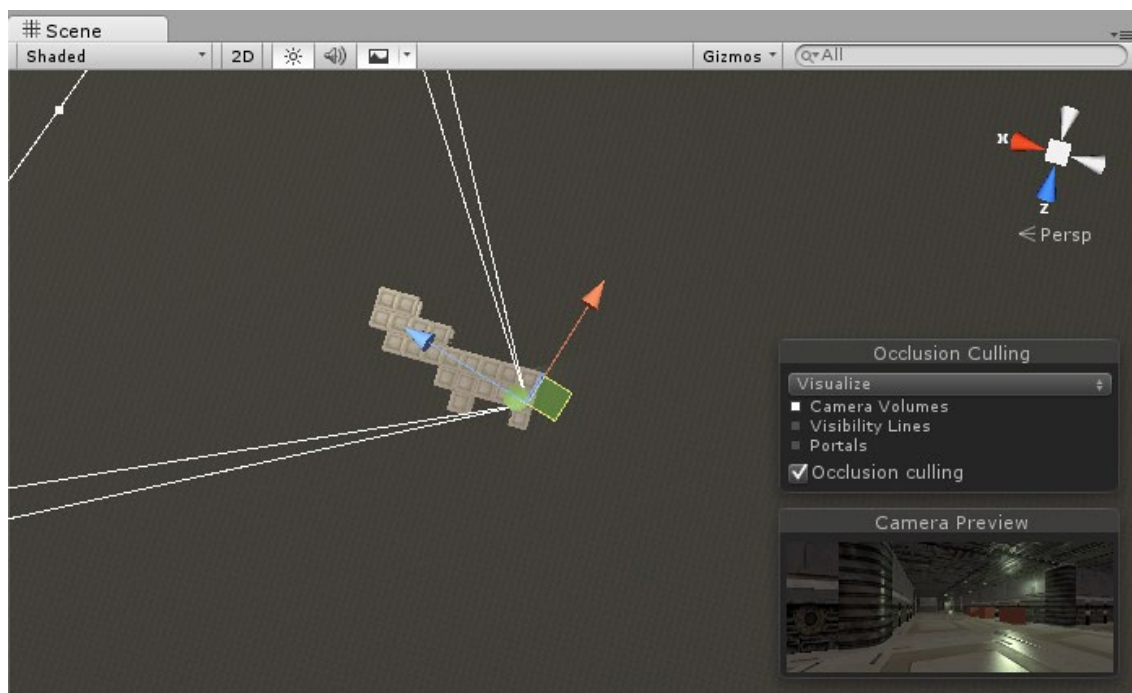 Scene
Shaded
2D
Gizmos
All
x
z
Persp
Occlusion Culling
Visualize
Camera Volumes
Visibility Lines
Portals
Occlusion culling
Camera Preview